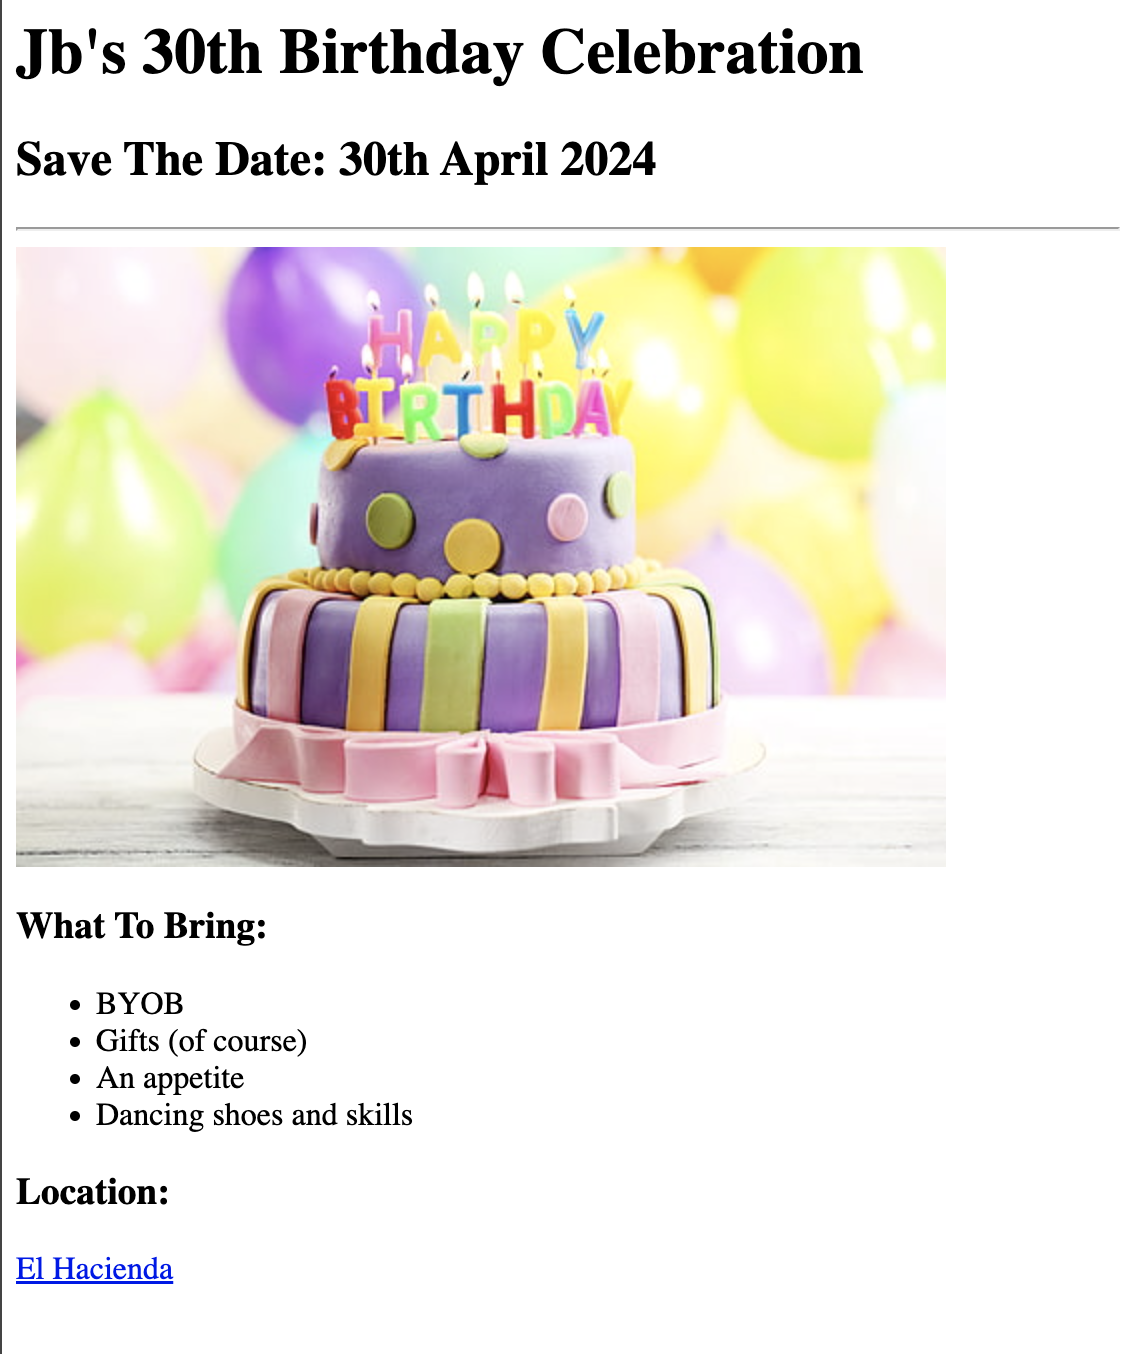 Jb's 30th Birthday Celebration
Save The Date: 30th April 2024
HAPPY
BIRTHDAY
What To Bring:
BYOB
Gifts (of course)
An appetite
Dancing shoes and skills
Location:
El Hacienda